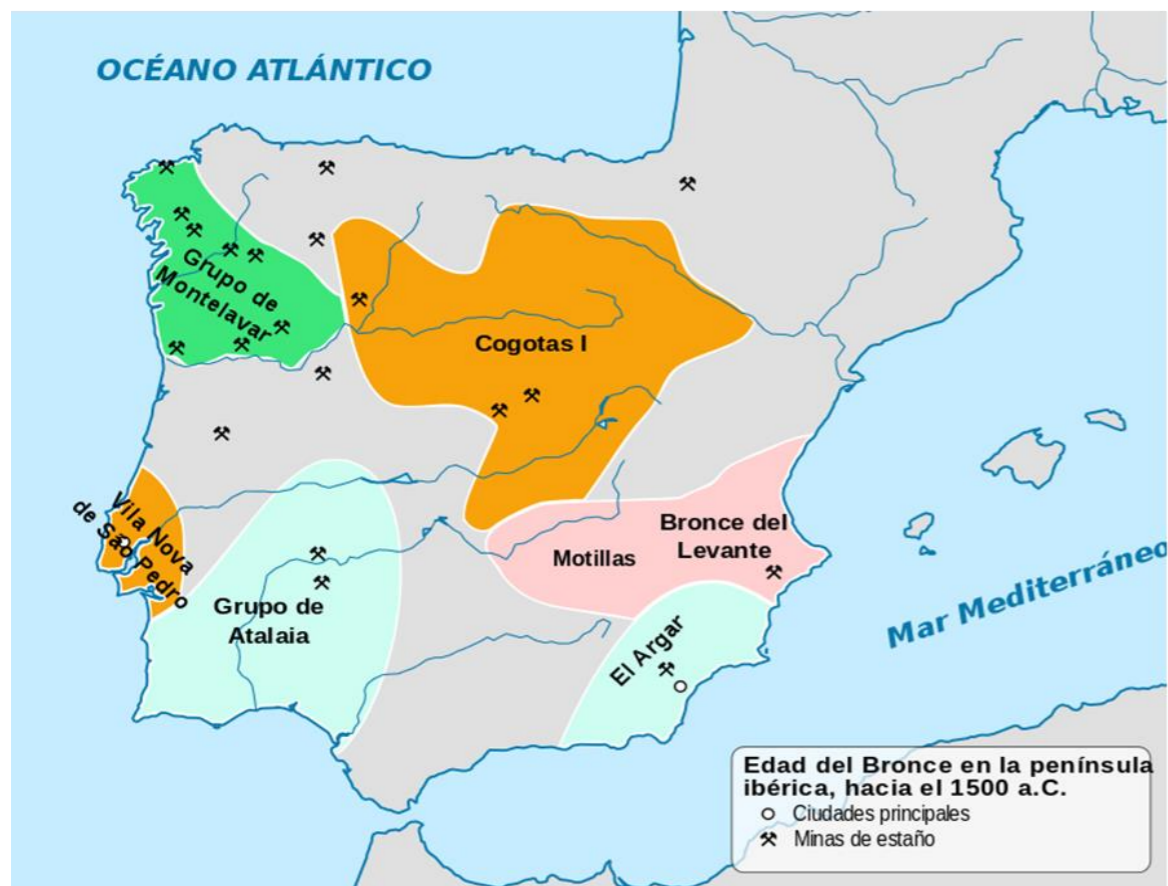 OCÉANO ATLÁNTICO
Grupo de
Montelavar
Cogotas I
Vila Nova
de São Pedro
Bronce del
Levante
Motillas
Grupo de
Atalaia
El Argar
Mar Mediterráneo
Edad del Bronce en la península
ibérica, hacia el 1500 a.C.
Ciudades principales
Minas de estaño